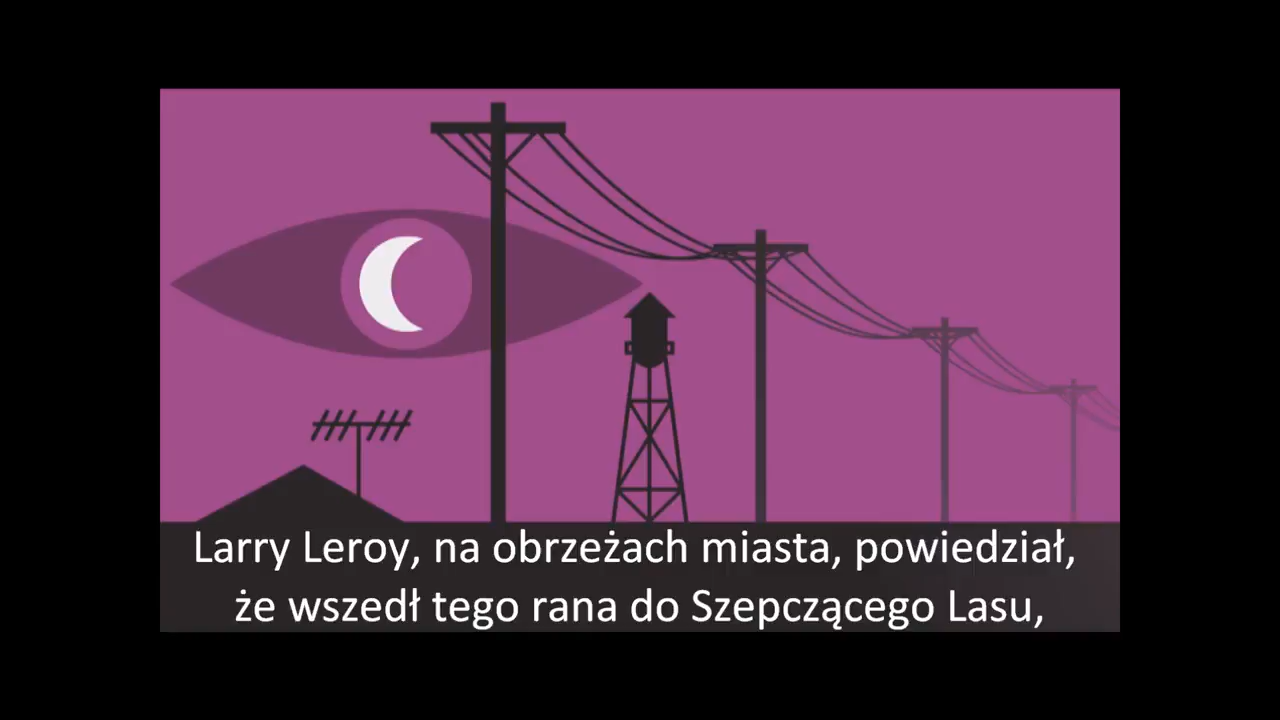 Larry Leroy, na obrzeżach miasta, powiedział,
że wszedł tego rana do Szepczącego Lasu,